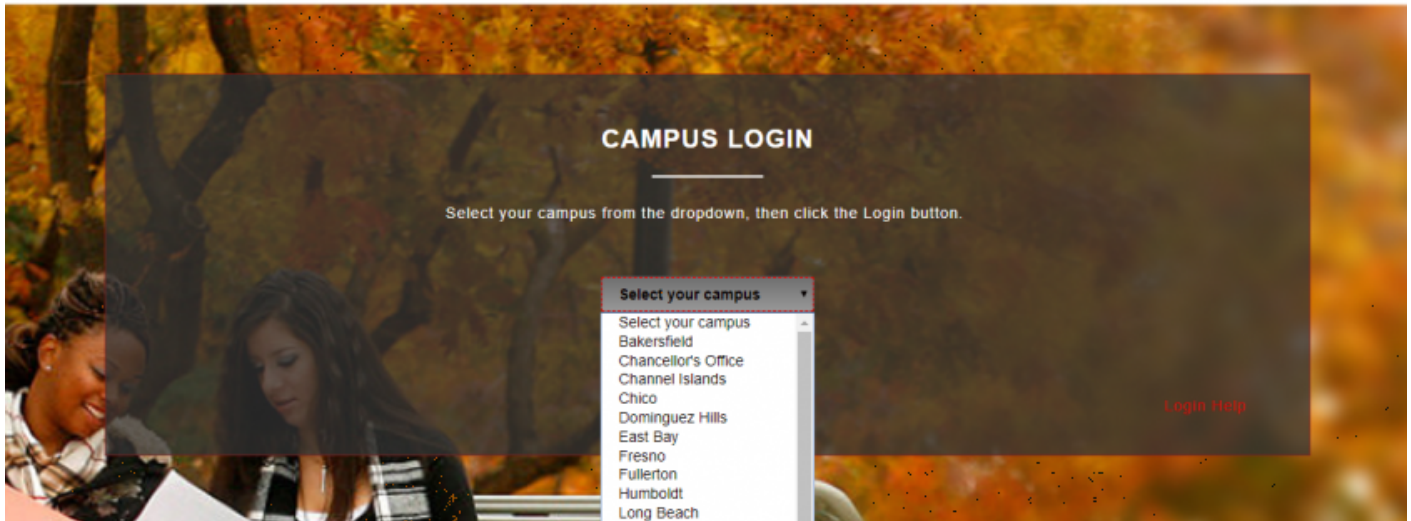 CAMPUS LOGIN
Select your campus from the dropdown, then click the Login button.
Select your campus
Select your campus
Bakersfield
Chancellor's Office
Channel Islands
Chico
Dominguez Hills
Login Help
East Bay
Fresno
Fullerton
Humboldt
Long Beach